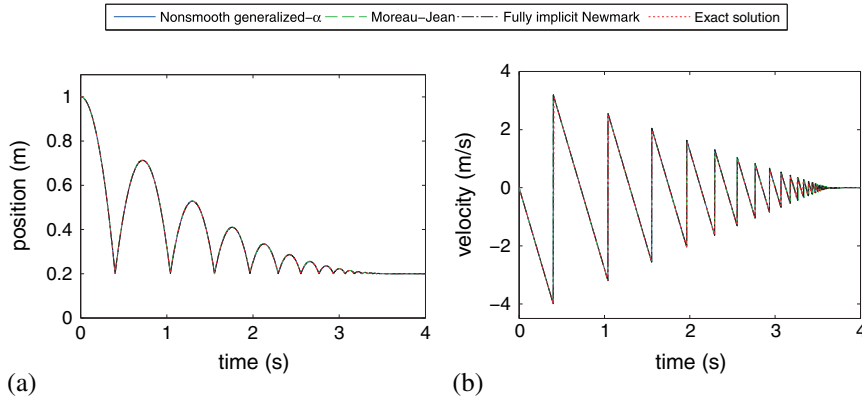 Nonsmooth generalized-α Moreau-Jean Fully implicit Newmark Exact solution
1
0.8
0.6
0.4
0.2
0
0 1 2 3 4
position (m)
time (s)
(a)
4
2
0
−2
−4
0 1 2 3 4
velocity (m/s)
time (s)
(b)